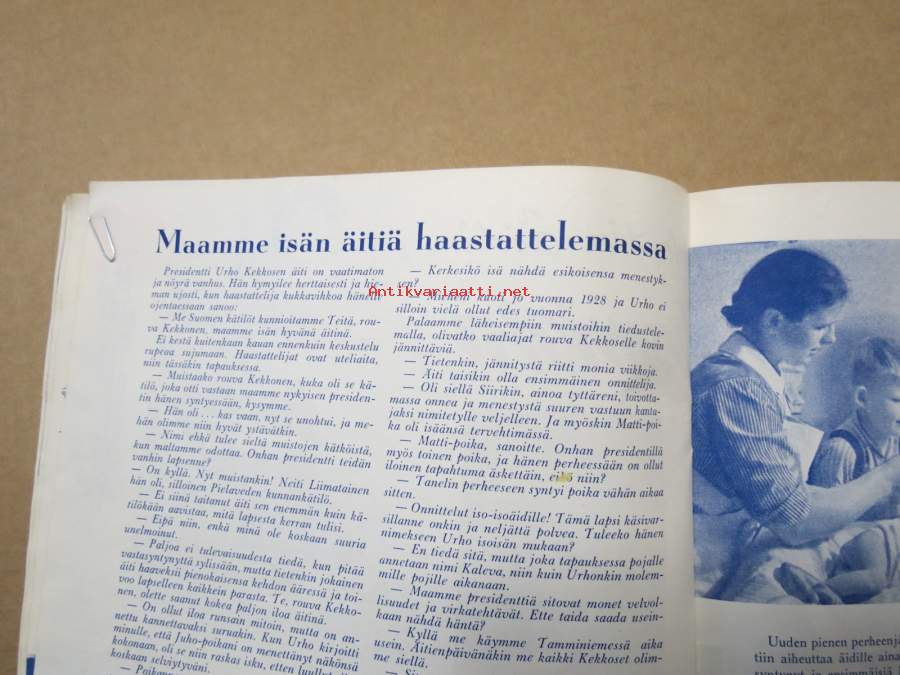 Maamme isän äitiä haastattelemassa
Presidentti Urho Kekkosen äiti on vaatimaton
ja nöyrä vanhus. Hän hymyilee herttaisesti ja hie-
man ujosti, kun haastattelija kukkavihkoa hänelle
ojentaessaan sanoo:
— Me Suomen kätilöt kunnioitamme Teitä, rou-
va Kekkonen, maamme isän hyvänä äitinä.
Ei kestä kuitenkaan kauan ennenkuin keskustelu
rupeaa sujumaan. Haastattelijat ovat uteliaita,
niin tässäkin tapauksessa.
— Muistaako rouva Kekkonen, kuka oli se kä-
tilö, joka otti vastaan maamme nykyisen presiden-
tin hänen syntyessään, kysymme.
— Hän oli . . . kas vaan, nyt se unohtui, ja me-
hän olimme niin hyvät ystävätkin.
— Nimi ehkä tulee sieltä muistojen kätköistä,
kun maltamme odottaa. Onhan presidentti teidän
vanhin lapsenne?
— On kyllä. Nyt muistankin! Neiti Liimatainen
hän oli, silloinen Pielaveden kunnankätilö.
— Ei siinä taitanut äiti sen enemmän kuin kä-
tilökään aavistaa, mitä lapsesta kerran tulisi.
— Eipä niin, enkä minä ole koskaan suuria
unelmoinut.
— Paljoa ei tulevaisuudesta tiedä, kun pitää
vastasyntynyttä sylissään, mutta tietenkin jokainen
äiti haaveksii pienokaisensa kehdon ääressä ja toi-
voo lapselleen kaikkein parasta. Te, rouva Kekko-
nen, olette saanut kokea paljon iloa äitinä.
— On ollut iloa runsain mitoin, mutta on an-
nettu kannettavaksi suruakin. Kun Urho kirjoitti
minulle, että Juho-poikani on menettänyt näkönsä
kokonaan, oli se niin raskas isku, etten luullut
koskaan selviytyväni.
— Kerkesikö isä nähdä esikoisensa menestyk-
sen?
— Mieheni kuoli jo vuonna 1928 ja Urho ei
silloin vielä ollut edes tuomari.
Palaamme läheisempiin muistoihin tiedustele-
malla, olivatko vaaliajat rouva Kekkoselle kovin
jännittäviä.
— Tietenkin, jännitystä riitti monia viikkoja.
— Äiti taisikin olla ensimmäinen onnittelija.
— Oli siellä Siirikin, ainoa tyttäreni, toivotta-
massa onnea ja menestystä suuren vastuun kanta-
jaksi nimitetylle veljelleen. Ja myöskin Matti-poi-
ka oli isäänsä tervehtimässä.
— Matti-poika, sanoitte. Onhan presidentillä
myös toinen poika, ja hänen perheessään on ollut
iloinen tapahtuma äskettäin, eikö niin?
— Tanelin perheeseen syntyi poika vähän aikaa
sitten.
— Onnittelut iso-isoäidille! Tämä lapsi käsivar-
sillanne onkin jo neljättä polvea. Tuleeko hänen
nimekseen Urho isoisän mukaan?
— En tiedä sitä, mutta joka tapauksessa pojalle
annetaan nimi Kaleva, niin kuin Urhonkin molem-
mille pojille aikanaan.
— Maamme presidenttiä sitovat monet velvol-
lisuudet ja virkatehtävät. Ette taida saada usein-
kaan nähdä häntä?
— Kyllä me käymme Tamminiemessä aika
usein. Äitienpäivänäkin me kaikki Kekkoset olim-
me siellä.
Uuden pienen perheenj
tiin aiheuttaa äidille aina
Antikvariaatti.net